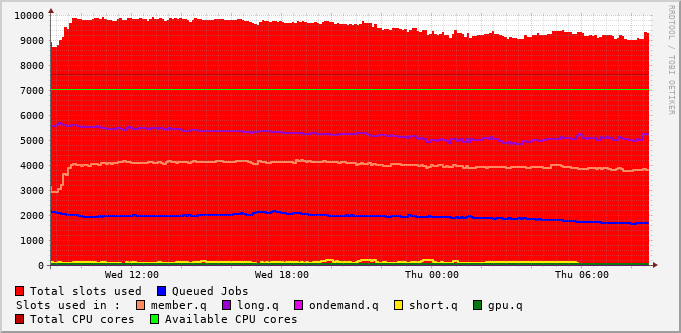 10000
9000
8000
7000
6000
5000
4000
3000
2000
1000
0
Wed 12:00 Wed 18:00 Thu 00:00 Thu 06:00
RRDTOOL / TOBI OETIKER
Total slots used Queued Jobs
Slots used in : member.q long.q ondemand.q short.q gpu.q
Total CPU cores Available CPU cores